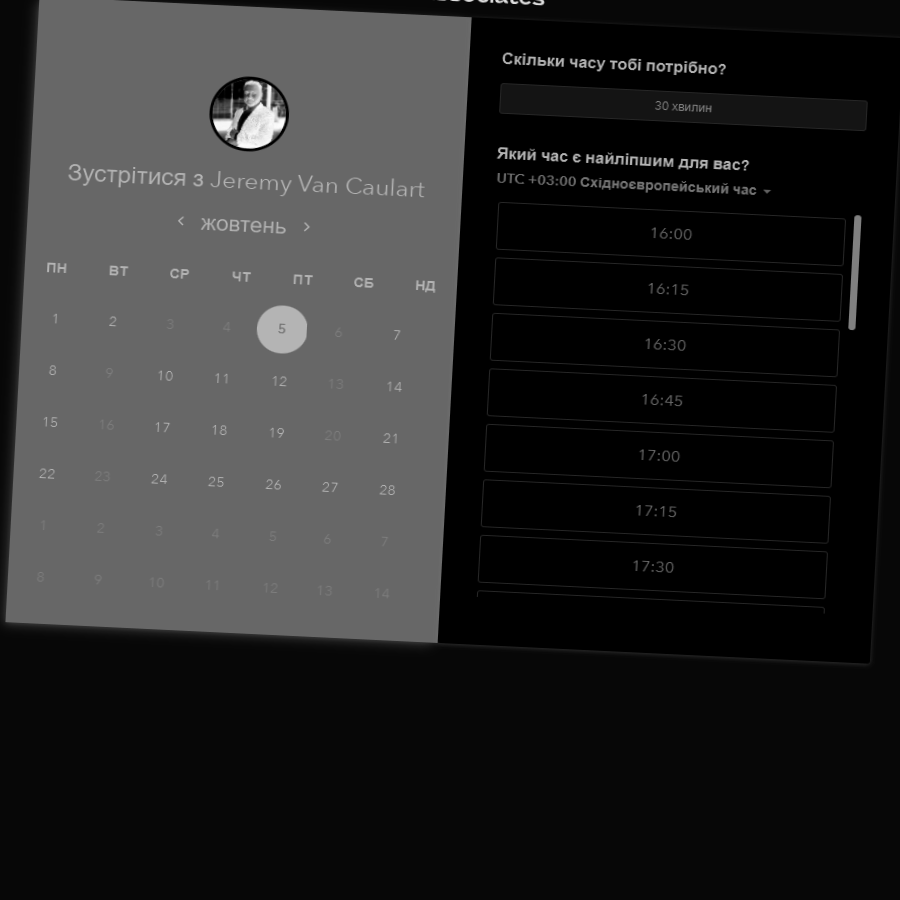 Зустрітися з Jeremy Van Caulart
жовтень
ПН ВТ СР ЧТ ПТ СБ НД
1 2 3 4 5 6 7
8 9 10 11 12 13 14
15 16 17 18 19 20 21
22 23 24 25 26 27 28
1 2 3 4 5 6 7
8 9 10 11 12 13 14
Скільки часу тобі потрібно?
30 хвилин
Який час є найліпшим для вас?
UTC +03:00 Східноєвропейський час
16:00
16:15
16:30
16:45
17:00
17:15
17:30